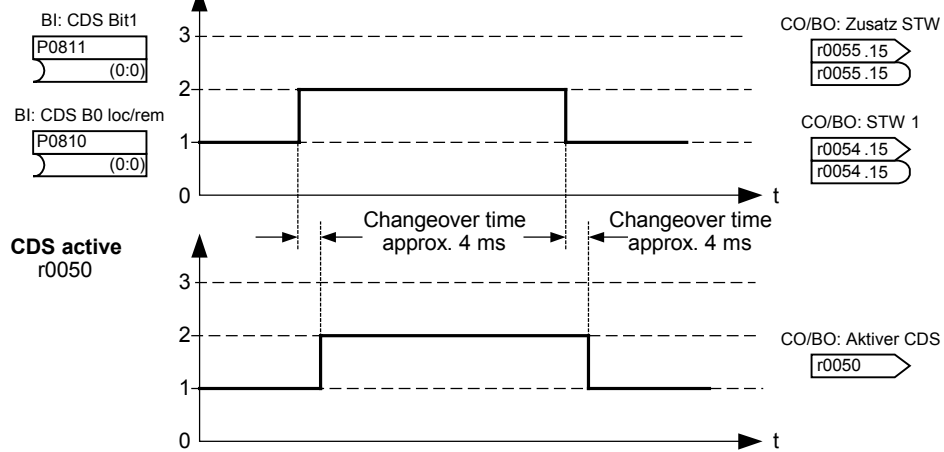 BI: CDS Bit1
P0811
(0:0)
BI: CDS B0 loc/rem
P0810
(0:0)
3
2
1
0
t
CO/BO: Zusatz STW
r0055 .15
r0055 .15
CO/BO: STW 1
r0054 .15
r0054 .15
Changeover time
approx. 4 ms
Changeover time
approx. 4 ms
CDS active
r0050
3
2
1
0
t
CO/BO: Aktiver CDS
r0050